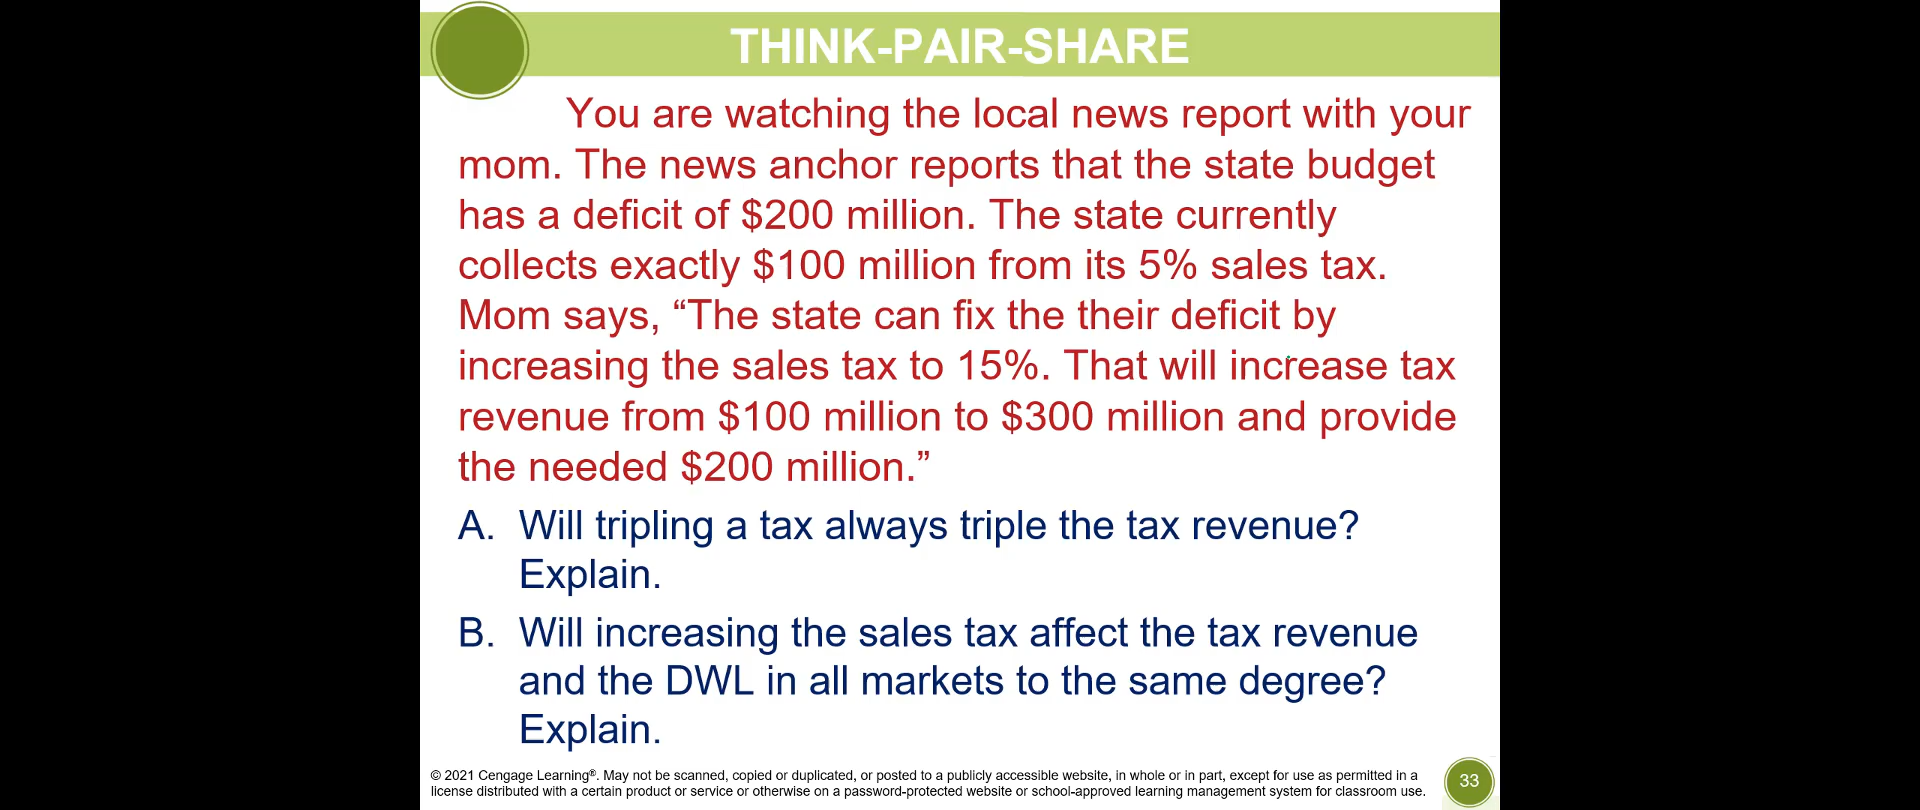 THINK-PAIR-SHARE
You are watching the local news report with your
mom. The news anchor reports that the state budget
has a deficit of $200 million. The state currently
collects exactly $100 million from its 5% sales tax.
Mom says, “The state can fix the their deficit by
increasing the sales tax to 15%. That will increase tax
revenue from $100 million to $300 million and provide
the needed $200 million.”
A. Will tripling a tax always triple the tax revenue?
Explain.
B. Will increasing the sales tax affect the tax revenue
and the DWL in all markets to the same degree?
Explain.
© 2021 Cengage Learning®. May not be scanned, copied or duplicated, or posted to a publicly accessible website, in whole or in part, except for use as permitted in a
license distributed with a certain product or service or otherwise on a password-protected website or school-approved learning management system for classroom use.
33